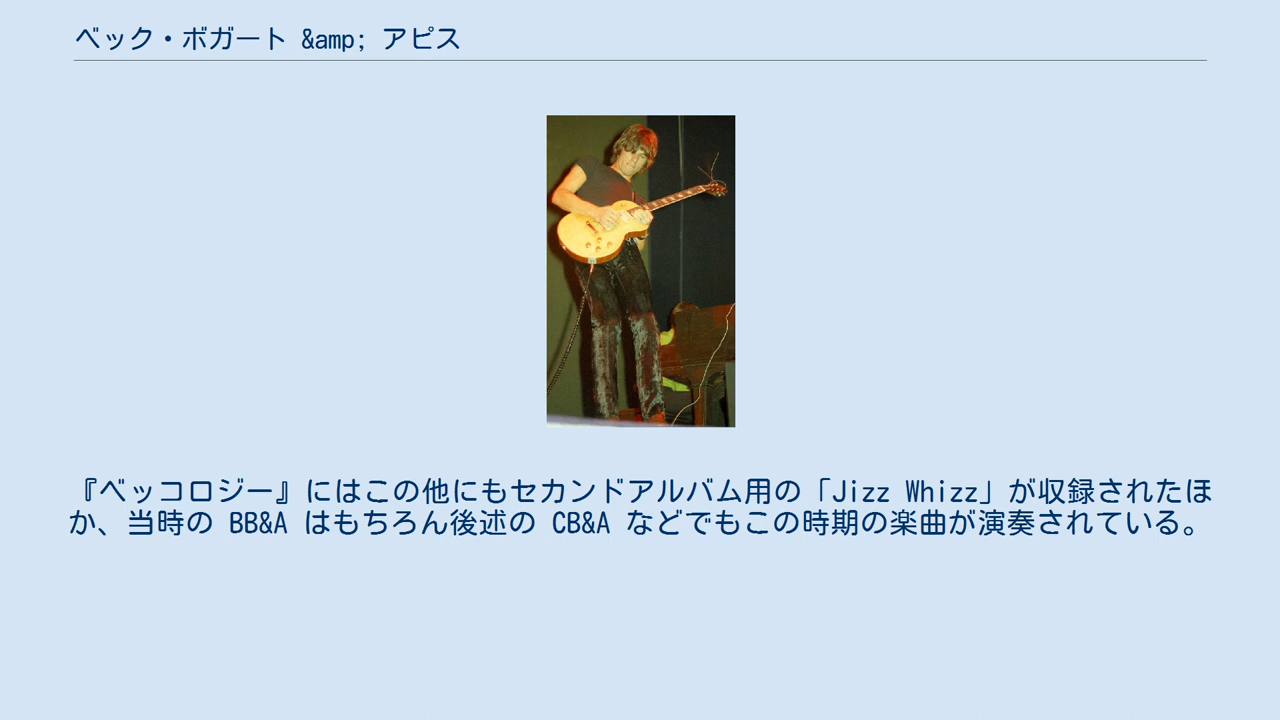 ベック・ボガート &amp; アピス
『ベッコロジー』にはこの他にもセカンドアルバム用の「Jizz Whizz」が収録されたほ
か、当時の BB&A はもちろん後述の CB&A などでもこの時期の楽曲が演奏されている。